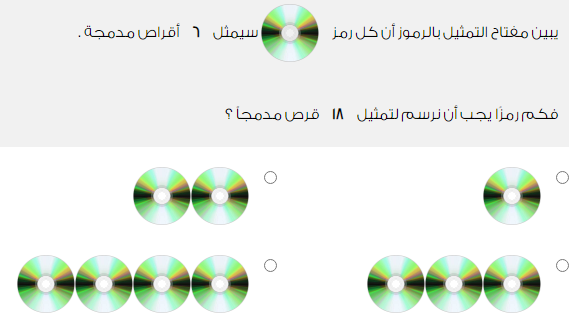 يبين مفتاح التمثيل بالرموز أن كل رمز سيمثل ٦ أقراص مدمجة .
فكم رمزًا يجب أن نرسم لتمثيل ١٨ قرص مدمجاً ؟